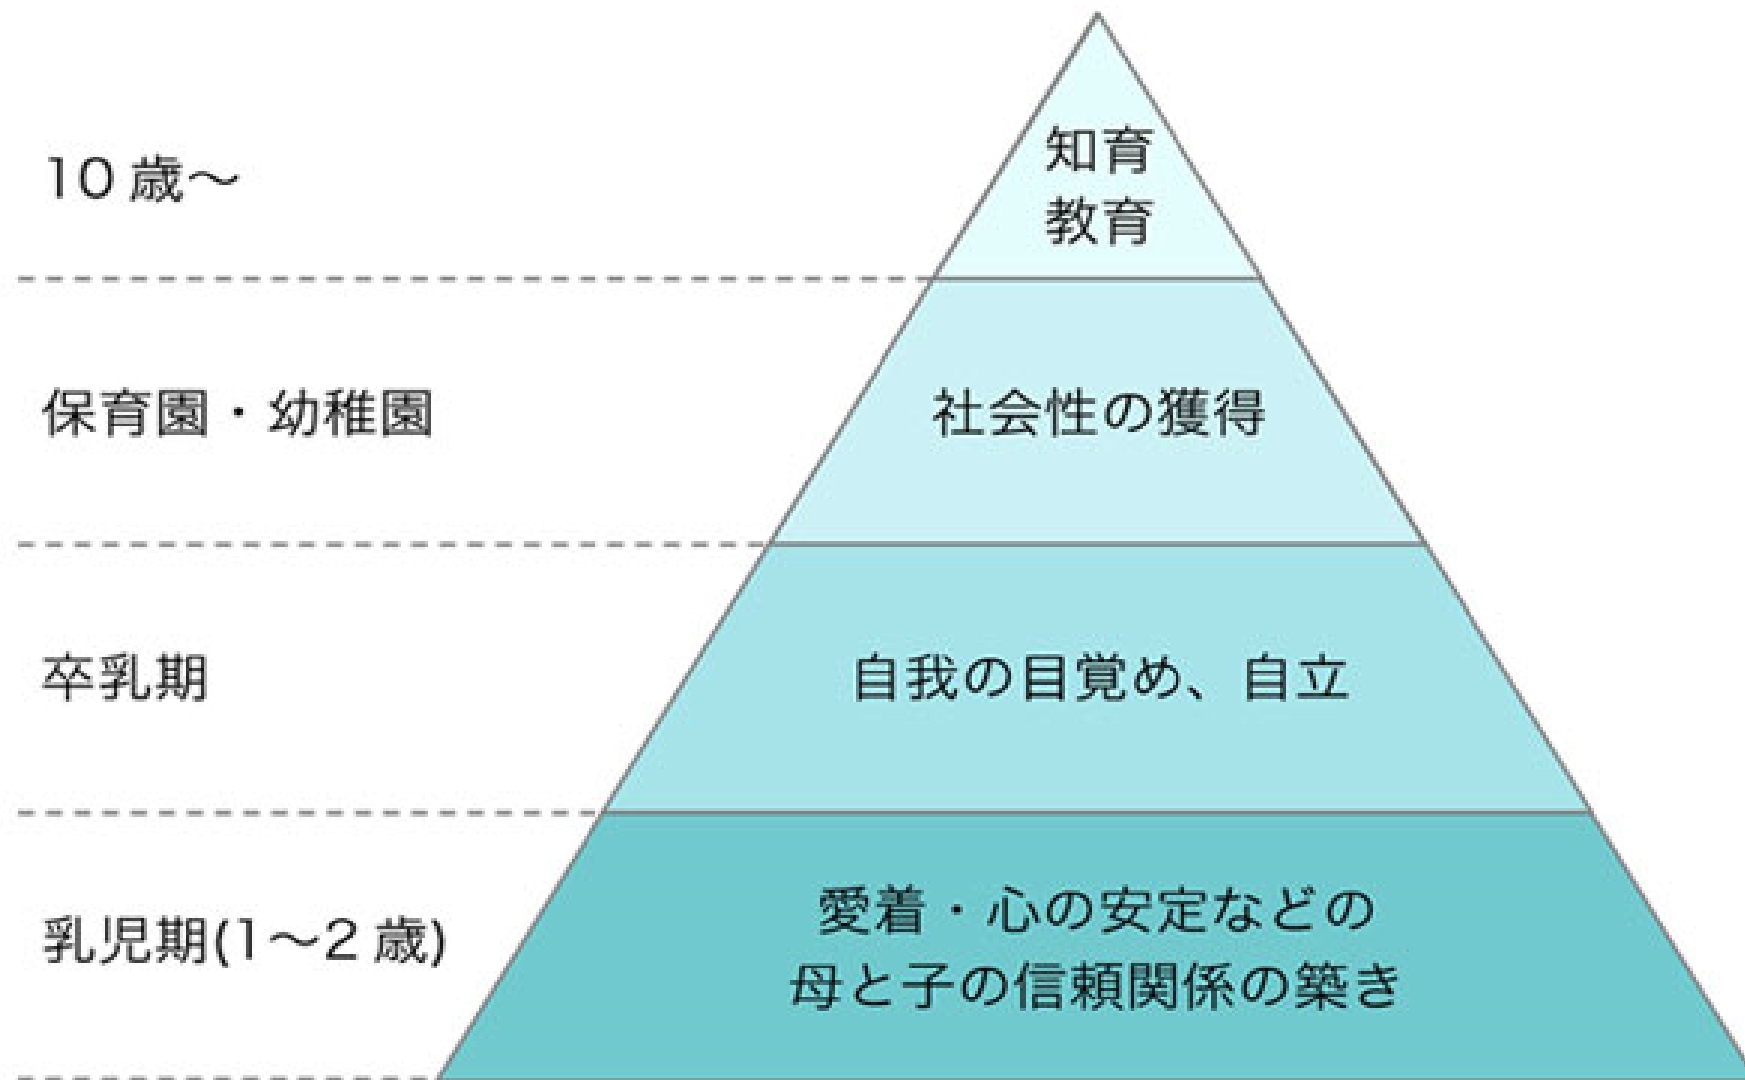 10歳〜
知育
教育
保育園・幼稚園
社会性の獲得
卒乳期
自我の目覚め、自立
乳児期(1〜2歳)
愛着・心の安定などの
母と子の信頼関係の築き